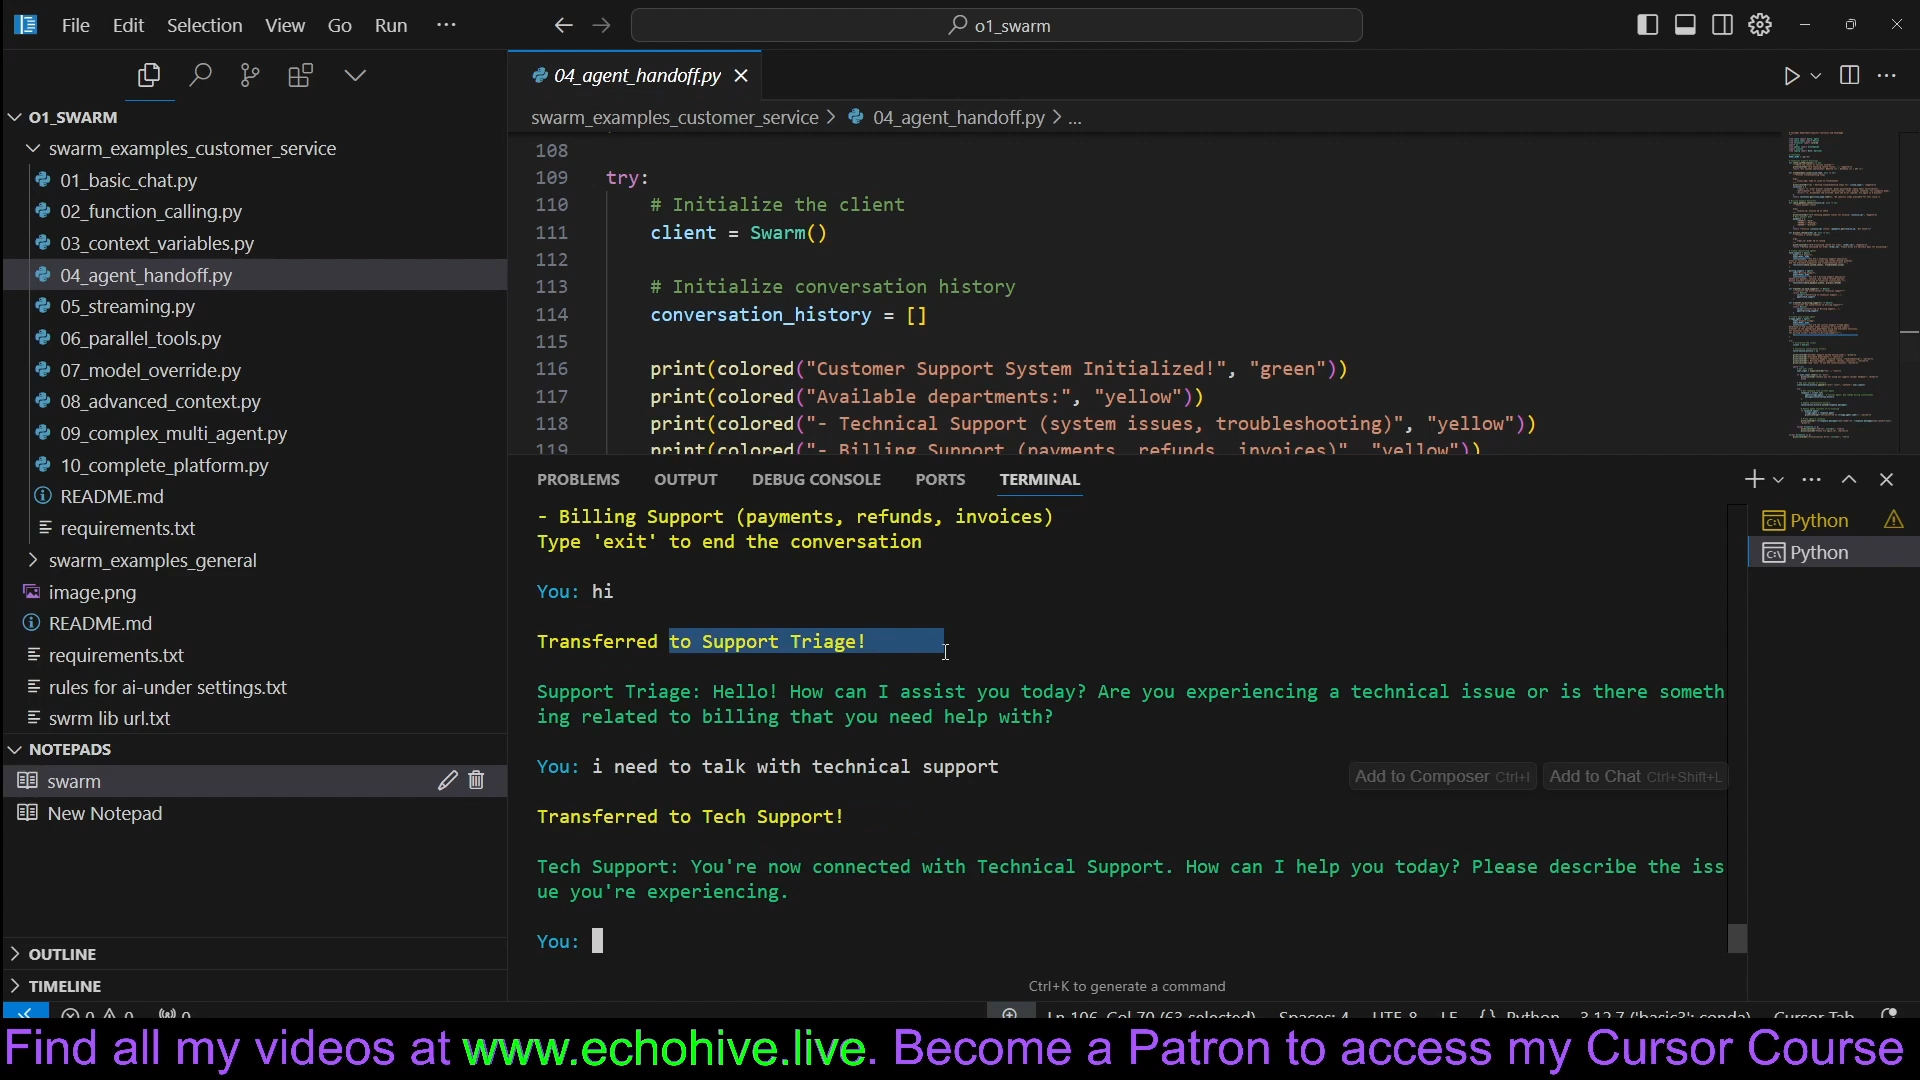 File Edit Selection View Go Run ···
o1_swarm
O1_SWARM
swarm_examples_customer_service
01_basic_chat.py
02_function_calling.py
03_context_variables.py
04_agent_handoff.py
05_streaming.py
06_parallel_tools.py
07_model_override.py
08_advanced_context.py
09_complex_multi_agent.py
10_complete_platform.py
README.md
requirements.txt
swarm_examples_general
image.png
README.md
requirements.txt
rules for ai-under settings.txt
swrm lib url.txt
NOTEPADS
swarm
New Notepad
OUTLINE
TIMELINE
04_agent_handoff.py
swarm_examples_customer_service > 04_agent_handoff.py > ...
108
109 try:
110 # Initialize the client
111 client = Swarm()
112
113 # Initialize conversation history
114 conversation_history = []
115
116 print(colored("Customer Support System Initialized!", "green"))
117 print(colored("Available departments:", "yellow"))
118 print(colored("- Technical Support (system issues, troubleshooting)", "yellow"))
119 print(colored("- Billing Support (payments, refunds, invoices)", "yellow"))
PROBLEMS OUTPUT DEBUG CONSOLE PORTS TERMINAL
- Billing Support (payments, refunds, invoices)
Type 'exit' to end the conversation
You: hi
Transferred to Support Triage!
Support Triage: Hello! How can I assist you today? Are you experiencing a technical issue or is there someth
ing related to billing that you need help with?
You: i need to talk with technical support
Add to Composer Ctrl+I Add to Chat Ctrl+Shift+L
Transferred to Tech Support!
Tech Support: You're now connected with Technical Support. How can I help you today? Please describe the iss
ue you're experiencing.
You:
Ctrl+K to generate a command
Python
Python
0 0 0 Ln 106, Col 70 (63 selected) Spaces: 4 UTF-8 LF {} Python 3.12.7 ('basic3': conda) Cursor Tab
Find all my videos at www.echohive.live. Become a Patron to access my Cursor Course